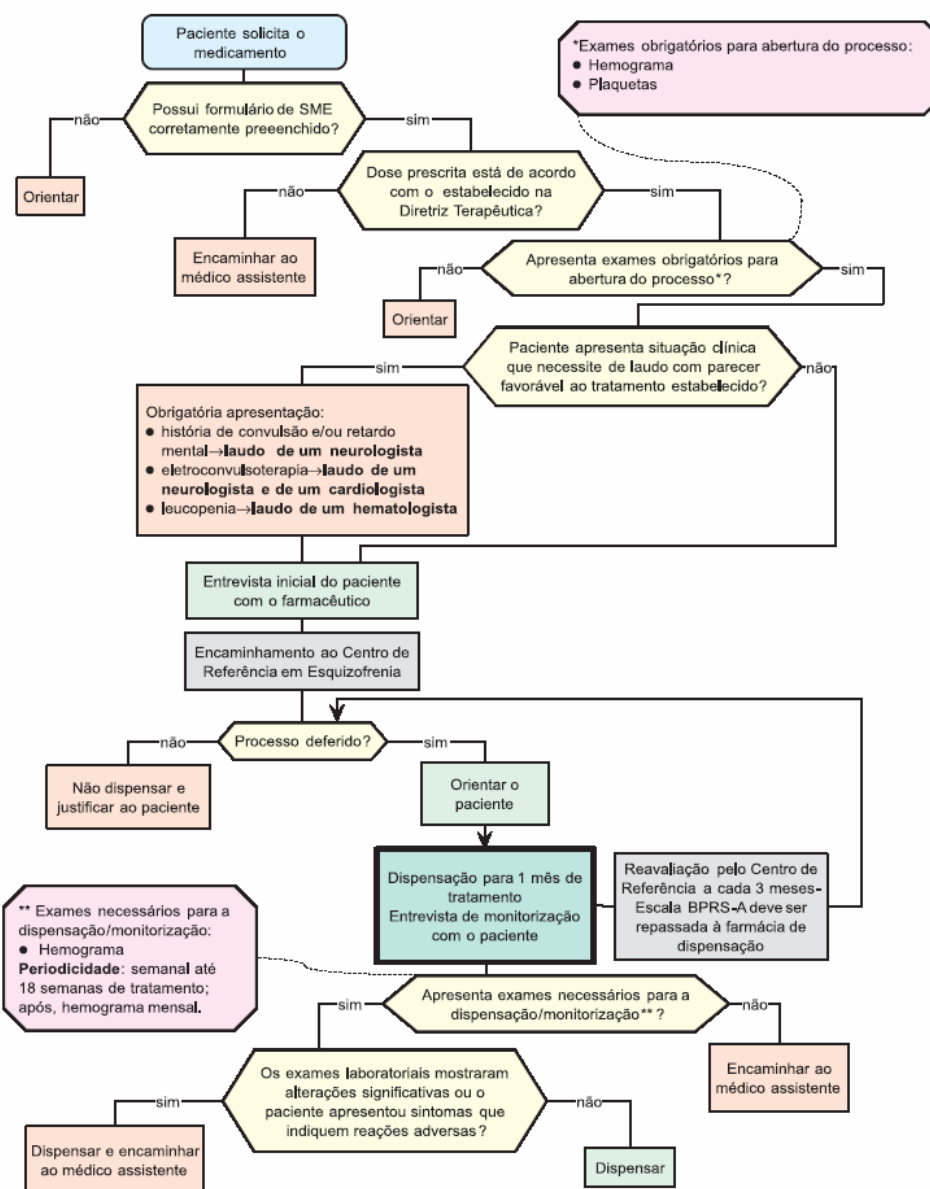 Paciente solicita o
medicamento
*Exames obrigatórios para abertura do processo:
● Hemograma
● Plaquetas
Possui formulário de SME
corretamente preeenchido?
não
sim
Orientar
Dose prescrita está de acordo
com o estabelecido na
Diretriz Terapêutica?
não
sim
Encaminhar ao
médico assistente
Apresenta exames obrigatórios para
abertura do processo*?
não
sim
Orientar
Paciente apresenta situação clínica
que necessite de laudo com parecer
favorável ao tratamento estabelecido?
sim
não
Obrigatória apresentação:
● história de convulsão e/ou retardo
mental→laudo de um neurologista
● eletroconvulsoterapia→laudo de um
neurologista e de um cardiologista
● leucopenia→laudo de um hematologista
Entrevista inicial do paciente
com o farmacêutico
Encaminhamento ao Centro de
Referência em Esquizofrenia
Processo deferido?
não
sim
Não dispensar e
justificar ao paciente
Orientar o
paciente
Dispensação para 1 mês de
tratamento
Entrevista de monitorização
com o paciente
Reavaliação pelo Centro de
Referência a cada 3 meses-
Escala BPRS-A deve ser
repassada à farmácia de
dispensação
** Exames necessários para a
dispensação/monitorização:
● Hemograma
Periodicidade: semanal até
18 semanas de tratamento;
após, hemograma mensal.
Apresenta exames necessários para a
dispensação/monitorização** ?
sim
não
Encaminhar ao
médico assistente
Os exames laboratoriais mostraram
alterações significativas ou o
paciente apresentou sintomas que
indiquem reações adversas?
sim
não
Dispensar e encaminhar
ao médico assistente
Dispensar